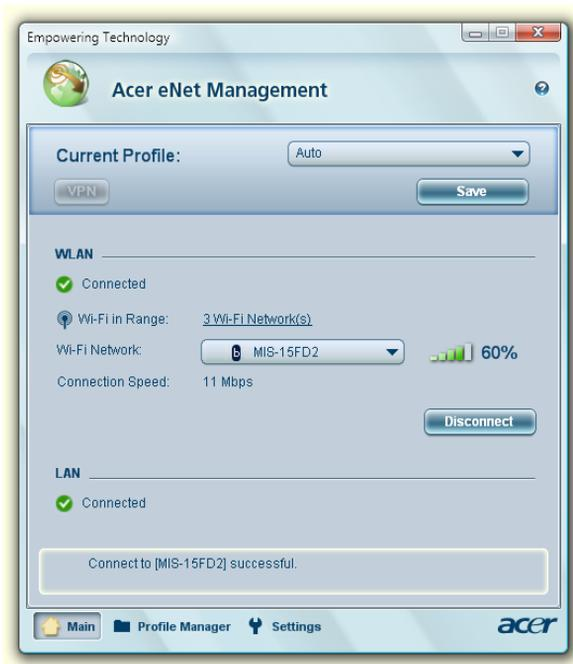 Empowering Technology
Acer eNet Management
Current Profile:
Auto
VPN
Save
WLAN
Connected
Wi-Fi in Range: 3 Wi-Fi Network(s)
Wi-Fi Network: b MIS-15FD2 60%
Connection Speed: 11 Mbps
Disconnect
LAN
Connected
Connect to [MIS-15FD2] successful.
Main Profile Manager Settings acer